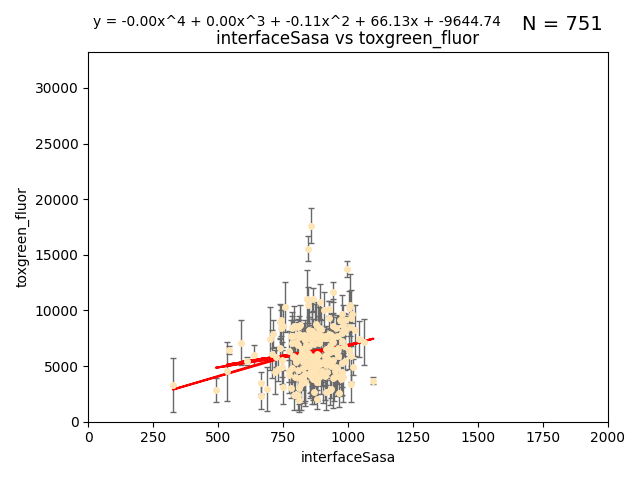 y = -0.00x^4 + 0.00x^3 + -0.11x^2 + 66.13x + -9644.74
N = 751
interfaceSasa vs toxgreen_fluor
30000
25000
20000
15000
10000
5000
0
toxgreen_fluor
0 250 500 750 1000 1250 1500 1750 2000
interfaceSasa